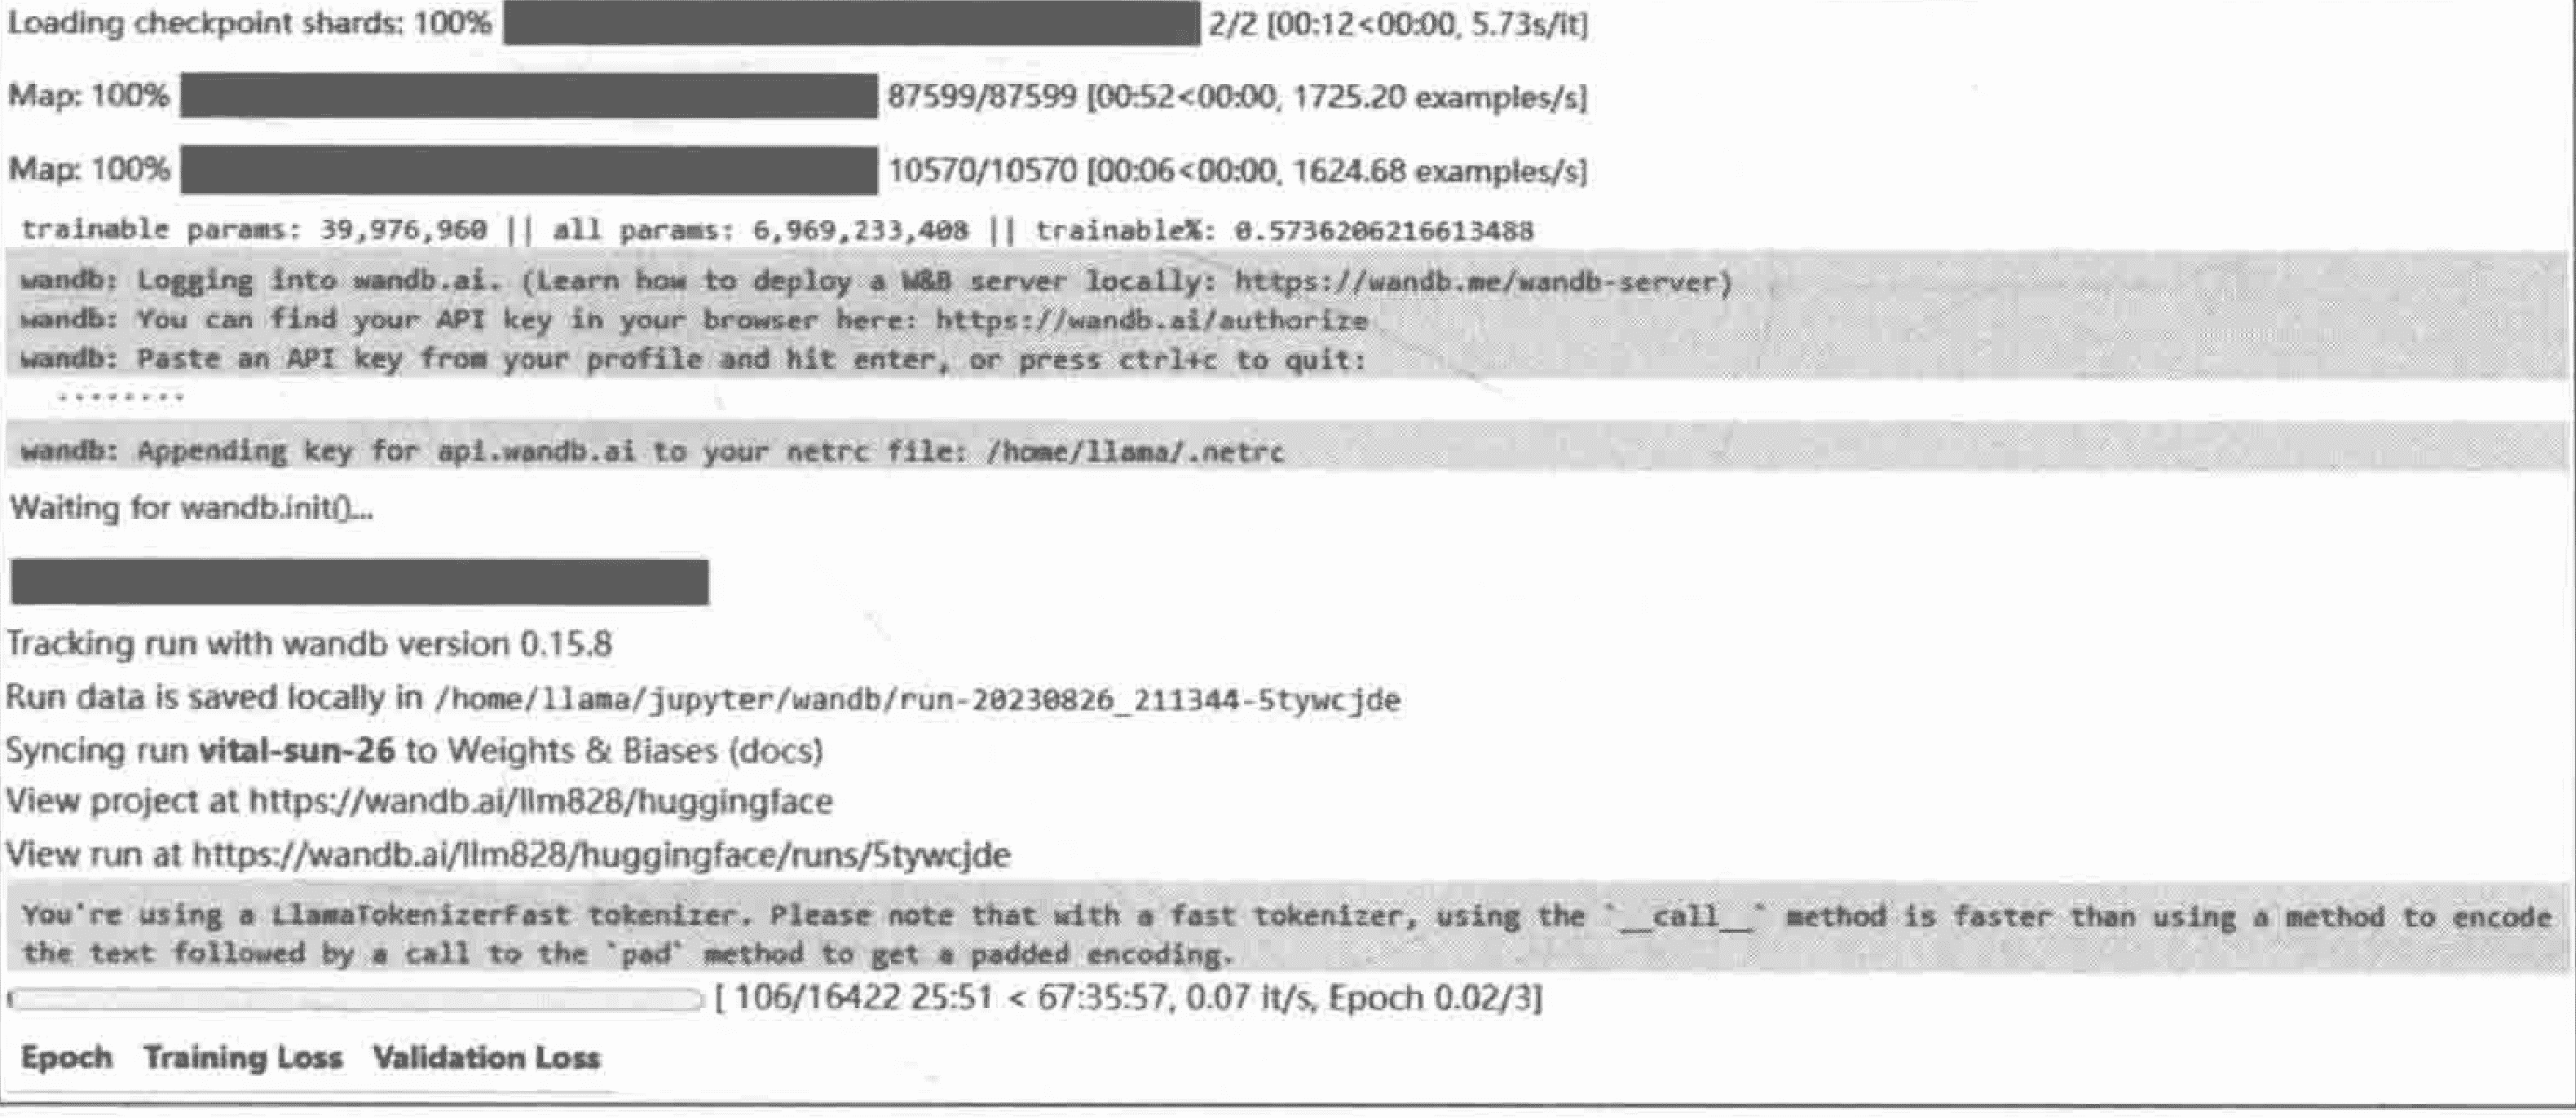 Loading checkpoint shards: 100% 2/2 [00:12<00:00, 5.73s/it]
Map: 100% 87599/87599 [00:52<00:00, 1725.20 examples/s]
Map: 100% 10570/10570 [00:06<00:00, 1624.68 examples/s]
trainable params: 39,976,960 || all params: 6,969,233,408 || trainable%: 0.5736206216613488
wandb: Logging into wandb.ai. (Learn how to deploy a W&B server locally: https://wandb.me/wandb-server)
wandb: You can find your API key in your browser here: https://wandb.ai/authorize
wandb: Paste an API key from your profile and hit enter, or press ctrl+c to quit:
........
wandb: Appending key for api.wandb.ai to your netrc file: /home/llama/.netrc
Waiting for wandb.init()...
Tracking run with wandb version 0.15.8
Run data is saved locally in /home/llama/jupyter/wandb/run-20230826_211344-5tywcjde
Syncing run vital-sun-26 to Weights & Biases (docs)
View project at https://wandb.ai/llm828/huggingface
View run at https://wandb.ai/llm828/huggingface/runs/5tywcjde
You're using a LlamaTokenizerFast tokenizer. Please note that with a fast tokenizer, using the `__call__` method is faster than using a method to encode
the text followed by a call to the `pad` method to get a padded encoding.
[ 106/16422 25:51 < 67:35:57, 0.07 it/s, Epoch 0.02/3]
Epoch Training Loss Validation Loss